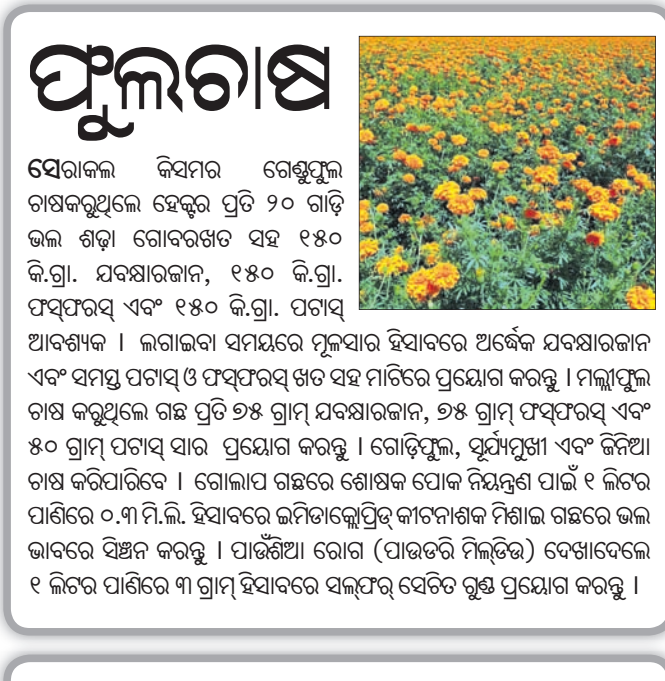 ଫୁଲଚାଷ
ସେରାକଲ କିସମର ଗେଣ୍ଡୁଫୁଲ
ଚାଷକରୁଥିଲେ ହେକ୍ଟର ପ୍ରତି ୨୦ ଗାଡ଼ି
ଭଲ ଶଢ଼ା ଗୋବରଖତ ସହ ୧୫୦
କି.ଗ୍ରା. ଯବକ୍ଷାରଜାନ, ୧୫୦ କି.ଗ୍ରା.
ଫସ୍‌ଫରସ୍ ଏବଂ ୧୫୦ କି.ଗ୍ରା. ପଟାସ୍
ଆବଶ୍ୟକ । ଲଗାଇବା ସମୟରେ ମୂଳସାର ହିସାବରେ ଅର୍ଦ୍ଧେକ ଯବକ୍ଷାରଜାନ
ଏବଂ ସମସ୍ତ ପଟାସ୍ ଓ ଫସ୍‌ଫରସ୍ ଖତ ସହ ମାଟିରେ ପ୍ରୟୋଗ କରନ୍ତୁ । ମଲ୍ଲୀଫୁଲ
ଚାଷ କରୁଥିଲେ ଗଛ ପ୍ରତି ୭୫ ଗ୍ରାମ୍ ଯବକ୍ଷାରଜାନ, ୭୫ ଗ୍ରାମ୍ ଫସ୍‌ଫରସ୍ ଏବଂ
୫୦ ଗ୍ରାମ୍ ପଟାସ୍ ସାର ପ୍ରୟୋଗ କରନ୍ତୁ । ଗୋଡ଼ିଫୁଲ, ସୂର୍ଯ୍ୟମୁଖୀ ଏବଂ ଜିନିଆ
ଚାଷ କରିପାରିବେ । ଗୋଲାପ ଗଛରେ ଶୋଷକ ପୋକ ନିୟନ୍ତ୍ରଣ ପାଇଁ ୧ ଲିଟର
ପାଣିରେ ୦.୩ ମି.ଲି. ହିସାବରେ ଇମିଡାକ୍ଲୋପ୍ରିଡ୍ କୀଟନାଶକ ମିଶାଇ ଗଛରେ ଭଲ
ଭାବରେ ସିଞ୍ଚନ କରନ୍ତୁ । ପାଉଁଶିଆ ରୋଗ (ପାଉଡରି ମିଲ୍‌ଡିଉ) ଦେଖାଦେଲେ
୧ ଲିଟର ପାଣିରେ ୩ ଗ୍ରାମ୍ ହିସାବରେ ସଲ୍‌ଫର୍ ସେଚିତ ଗୁଣ୍ଡ ପ୍ରୟୋଗ କରନ୍ତୁ ।